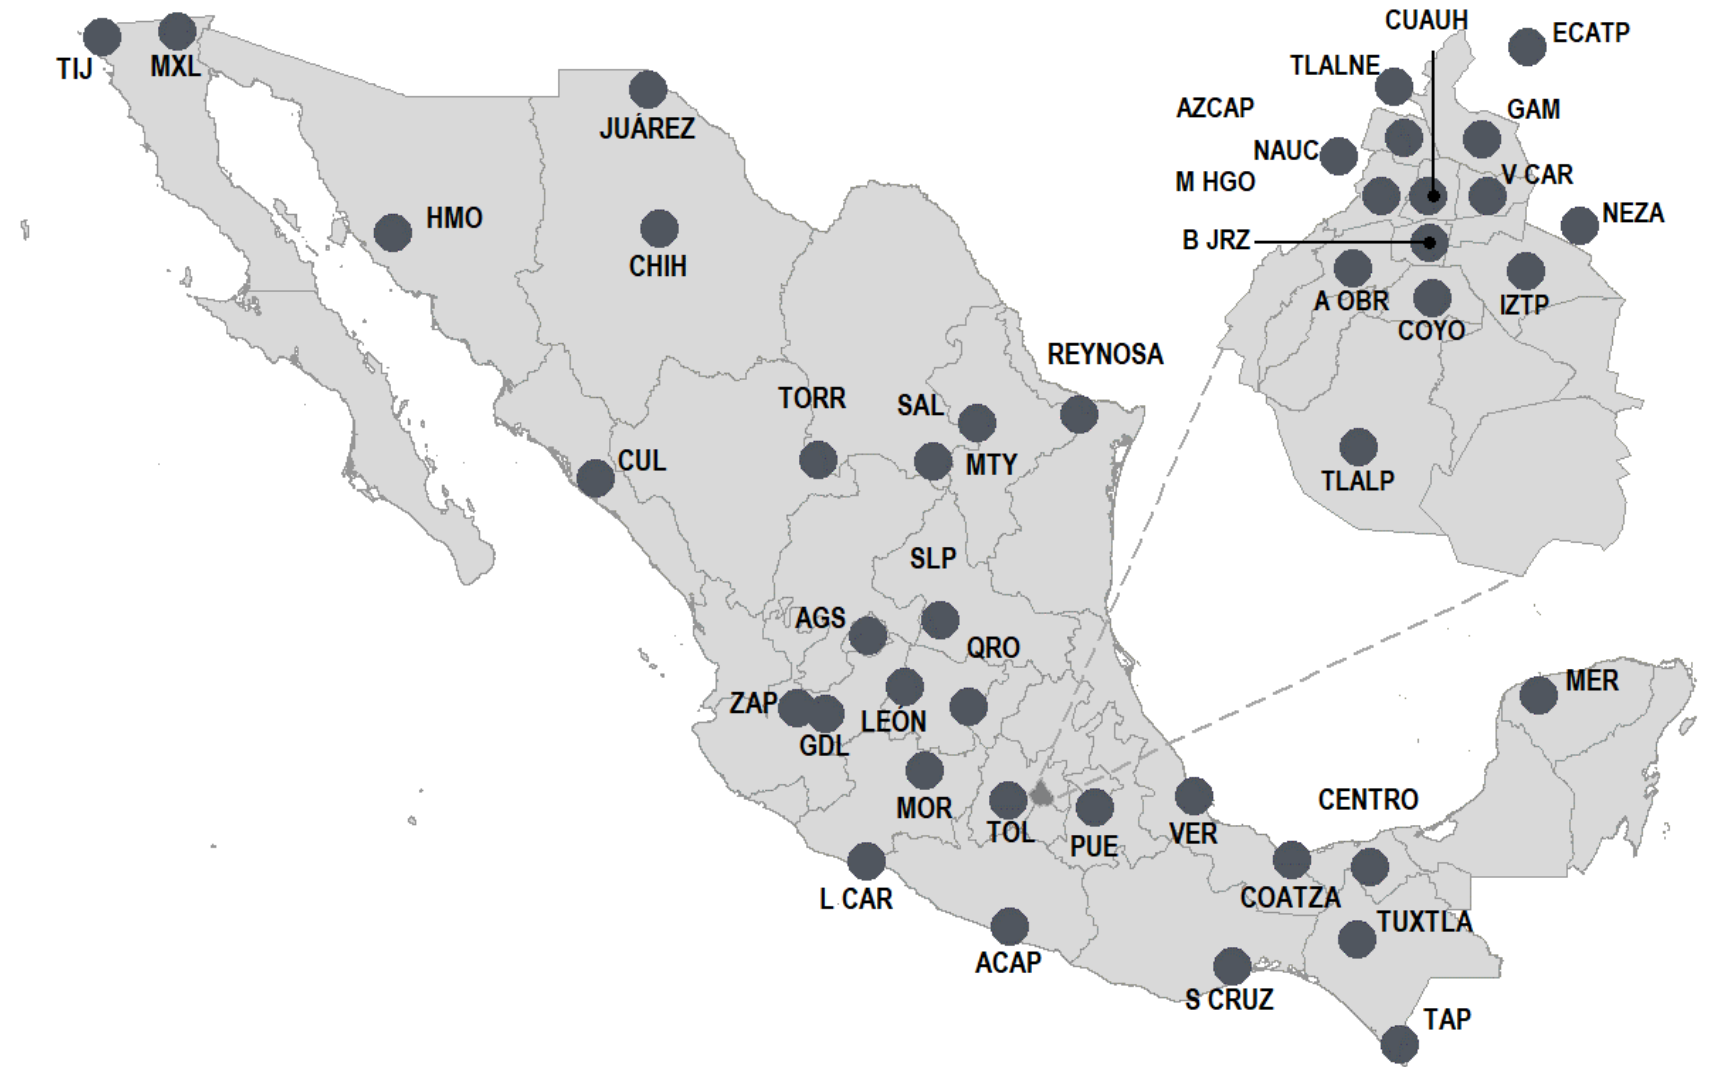 CUAUH
ECATP
TLALNE
TIJ
MXL
AZCAP
GAM
JUÁREZ
NAUC
M HGO
V CAR
NEZA
HMO
B JRZ
CHIH
A OBR
IZTP
COYO
REYNOSA
TORR
SAL
CUL
MTY
TLALP
SLP
AGS
QRO
MER
ZAP
LEÓN
GDL
CENTRO
MOR
TOL
VER
PUE
L CAR
COATZA
TUXTLA
ACAP
S CRUZ
TAP